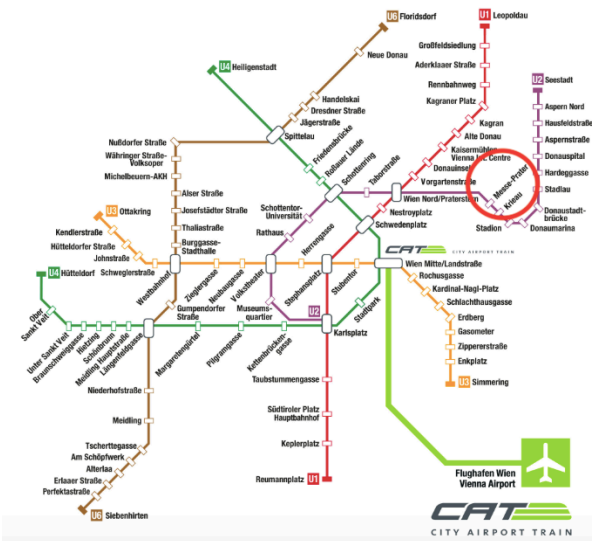 U6 Floridsdorf
Neue Donau
Handelskai
Dresdner Straße
Jägerstraße
Spittelau
U1 Leopoldau
Großfeldsiedlung
Aderklaaer Straße
Rennbahnweg
Kagraner Platz
Kagran
Alte Donau
Kaisermühlen
Vienna Int. Centre
Donauinsel
Vorgartenstraße
Wien Nord/Praterstern
Nestroyplatz
Schwedenplatz
U2 Seestadt
Aspern Nord
Hausfeldstraße
Aspernstraße
Donauspital
Hardeggasse
Stadlau
Donaustadt-
brücke
Donaumarina
Stadion
Krieau
Messe-Prater
Taborstraße
Schottenring
U4 Heiligenstadt
Friedensbrücke
Roßauer Lände
Nußdorfer Straße
Währinger Straße-
Volksoper
Michelbeuern-AKH
Alser Straße
Josefstädter Straße
Thaliastraße
Burggasse-
Stadthalle
U3 Ottakring
Kendlerstraße
Hütteldorfer Straße
Johnstraße
Schweglerstraße
Westbahnhof
Zieglergasse
Neubaugasse
Volkstheater
Herrengasse
Stephansplatz
Stubentor
Schottentor-
Universität
Rathaus
Museums-
quartier
U2
Karlsplatz
Stadtpark
CAT CITY AIRPORT TRAIN
Wien Mitte/Landstraße
Rochusgasse
Kardinal-Nagl-Platz
Schlachthausgasse
Erdberg
Gasometer
Zippererstraße
Enkplatz
U3 Simmering
U4 Hütteldorf
Ober
Sankt Veit
Unter Sankt Veit
Braunschweiggasse
Hietzing
Schönbrunn
Meidling Hauptstraße
Längenfeldgasse
Gumpendorfer
Straße
Margaretengürtel
Pilgramgasse
Kettenbrücken-
gasse
Niederhofstraße
Meidling
Tscherttegasse
Am Schöpfwerk
Alterlaa
Erlaaer Straße
Perfektastraße
U6 Siebenhirten
Taubstummengasse
Südtiroler Platz
Hauptbahnhof
Keplerplatz
Reumannplatz U1
Flughafen Wien
Vienna Airport
CAT
CITY AIRPORT TRAIN